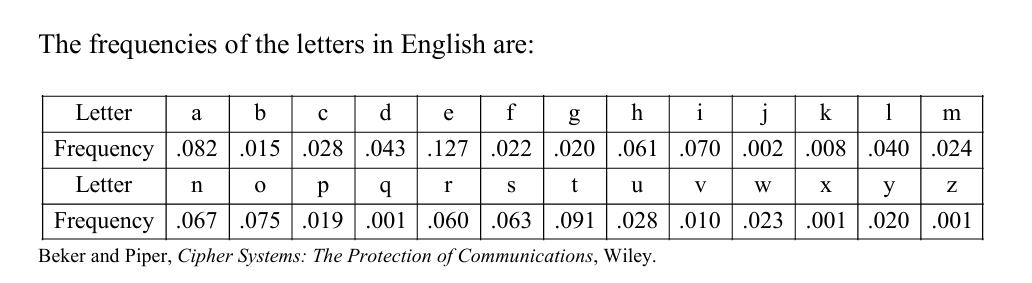 The frequencies of the letters in English are:
Letter a b c d e f g h i j k l m
Frequency .082 .015 .028 .043 .127 .022 .020 .061 .070 .002 .008 .040 .024
Letter n o p q r s t u v w x y z
Frequency .067 .075 .019 .001 .060 .063 .091 .028 .010 .023 .001 .020 .001
Beker and Piper, Cipher Systems: The Protection of Communications, Wiley.